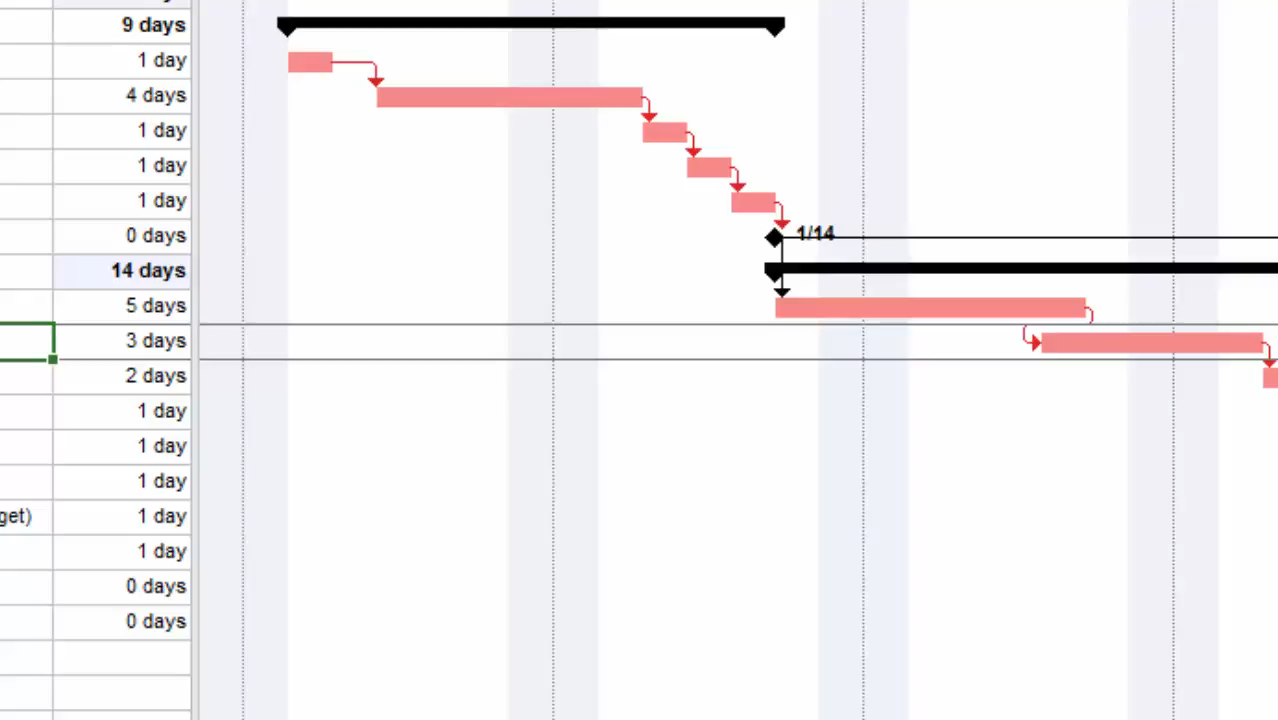 9 days
1 day
4 days
1 day
1 day
1 day
0 days 1/14
14 days
5 days
3 days
2 days
1 day
1 day
1 day
get) 1 day
1 day
0 days
0 days